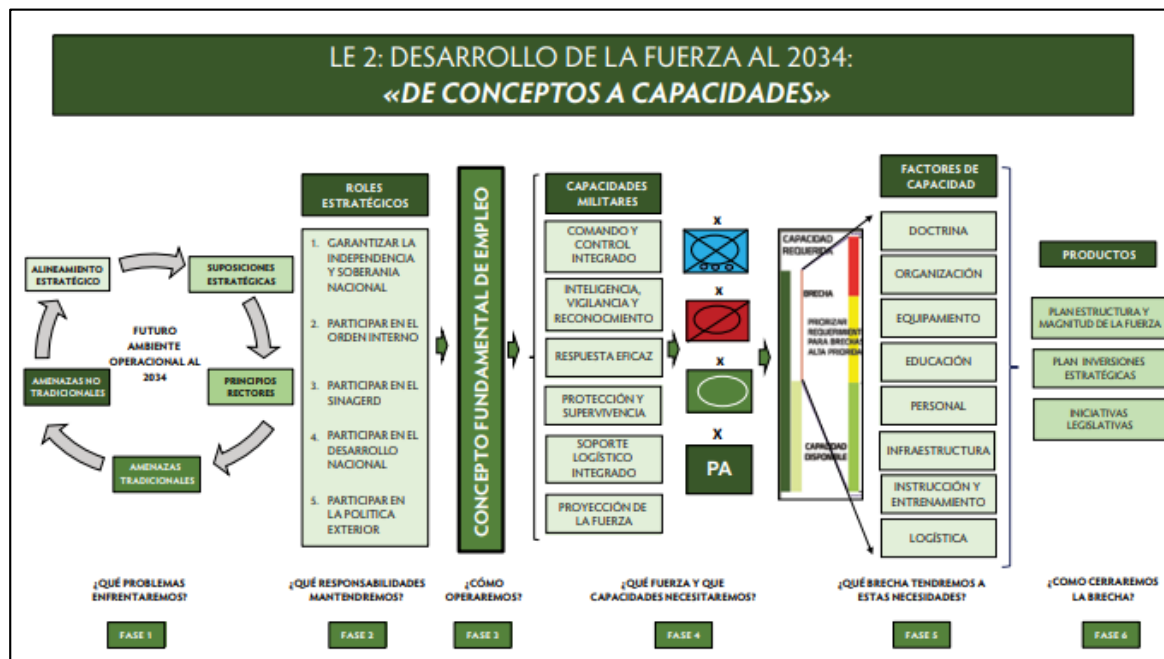 LE 2: DESARROLLO DE LA FUERZA AL 2034:
«DE CONCEPTOS A CAPACIDADES»
ALINEAMIENTO
ESTRATÉGICO
SUPOSICIONES
ESTRATÉGICAS
FUTURO
AMBIENTE
OPERACIONAL AL
2034
AMENAZAS NO
TRADICIONALES
PRINCIPIOS
RECTORES
AMENAZAS
TRADICIONALES
¿QUÉ PROBLEMAS
ENFRENTAREMOS?
FASE 1
ROLES
ESTRATÉGICOS
1. GARANTIZAR LA
INDEPENDENCIA
Y SOBERANIA
NACIONAL
2. PARTICIPAR EN EL
ORDEN INTERNO
3. PARTICIPAR EN EL
SINAGERD
4. PARTICIPAR EN EL
DESARROLLO
NACIONAL
5. PARTICIPAR EN
LA POLITICA
EXTERIOR
¿QUÉ RESPONSABILIDADES
MANTENDREMOS?
FASE 2
CONCEPTO FUNDAMENTAL DE EMPLEO
¿CÓMO
OPERAREMOS?
FASE 3
CAPACIDADES
MILITARES
COMANDO Y
CONTROL
INTEGRADO
INTELIGENCIA,
VIGILANCIA Y
RECONOCMIENTO
RESPUESTA EFICAZ
PROTECCIÓN Y
SUPERVIVENCIA
SOPORTE
LOGÍSTICO
INTEGRADO
PROYECCIÓN DE
LA FUERZA
X
X
X
X
PA
¿QUÉ FUERZA Y QUE
CAPACIDADES NECESITAREMOS?
FASE 4
CAPACIDAD
REQUERIDA
BRECHA
PRIORIZAR
REQUERIMIENT
PARA BRECHAS
ALTA PRIORIDA
CAPACIDAD
DISPONIBLE
FACTORES DE
CAPACIDAD
DOCTRINA
ORGANIZACIÓN
EQUIPAMIENTO
EDUCACIÓN
PERSONAL
INFRAESTRUCTURA
INSTRUCCIÓN Y
ENTRENAMIENTO
LOGÍSTICA
¿QUÉ BRECHA TENDREMOS A
ESTAS NECESIDADES?
FASE 5
PRODUCTOS
PLAN ESTRUCTURA Y
MAGNITUD DE LA FUERZA
PLAN INVERSIONES
ESTRATÉGICAS
INICIATIVAS
LEGISLATIVAS
¿COMO CERRAREMOS
LA BRECHA?
FASE 6